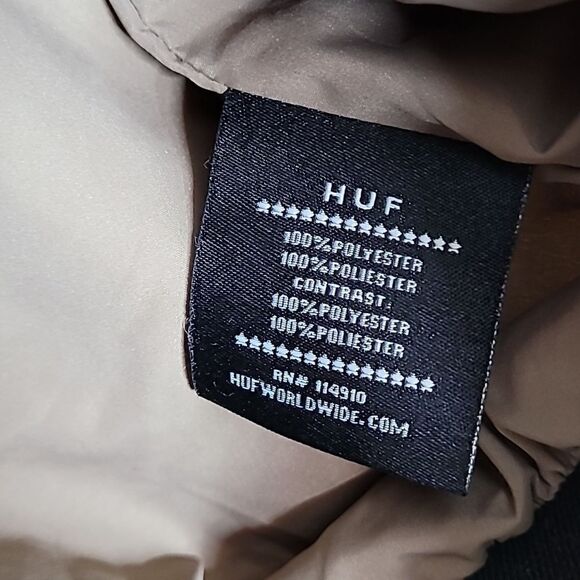 HUF
★★★★★★★★★★★★★★
100%POLYESTER
100%POLIESTER
CONTRAST:
100%POLYESTER
100%POLIESTER
★★★★★★★★★★★★★★
RN# 114910
HUFWORLDWIDE.COM